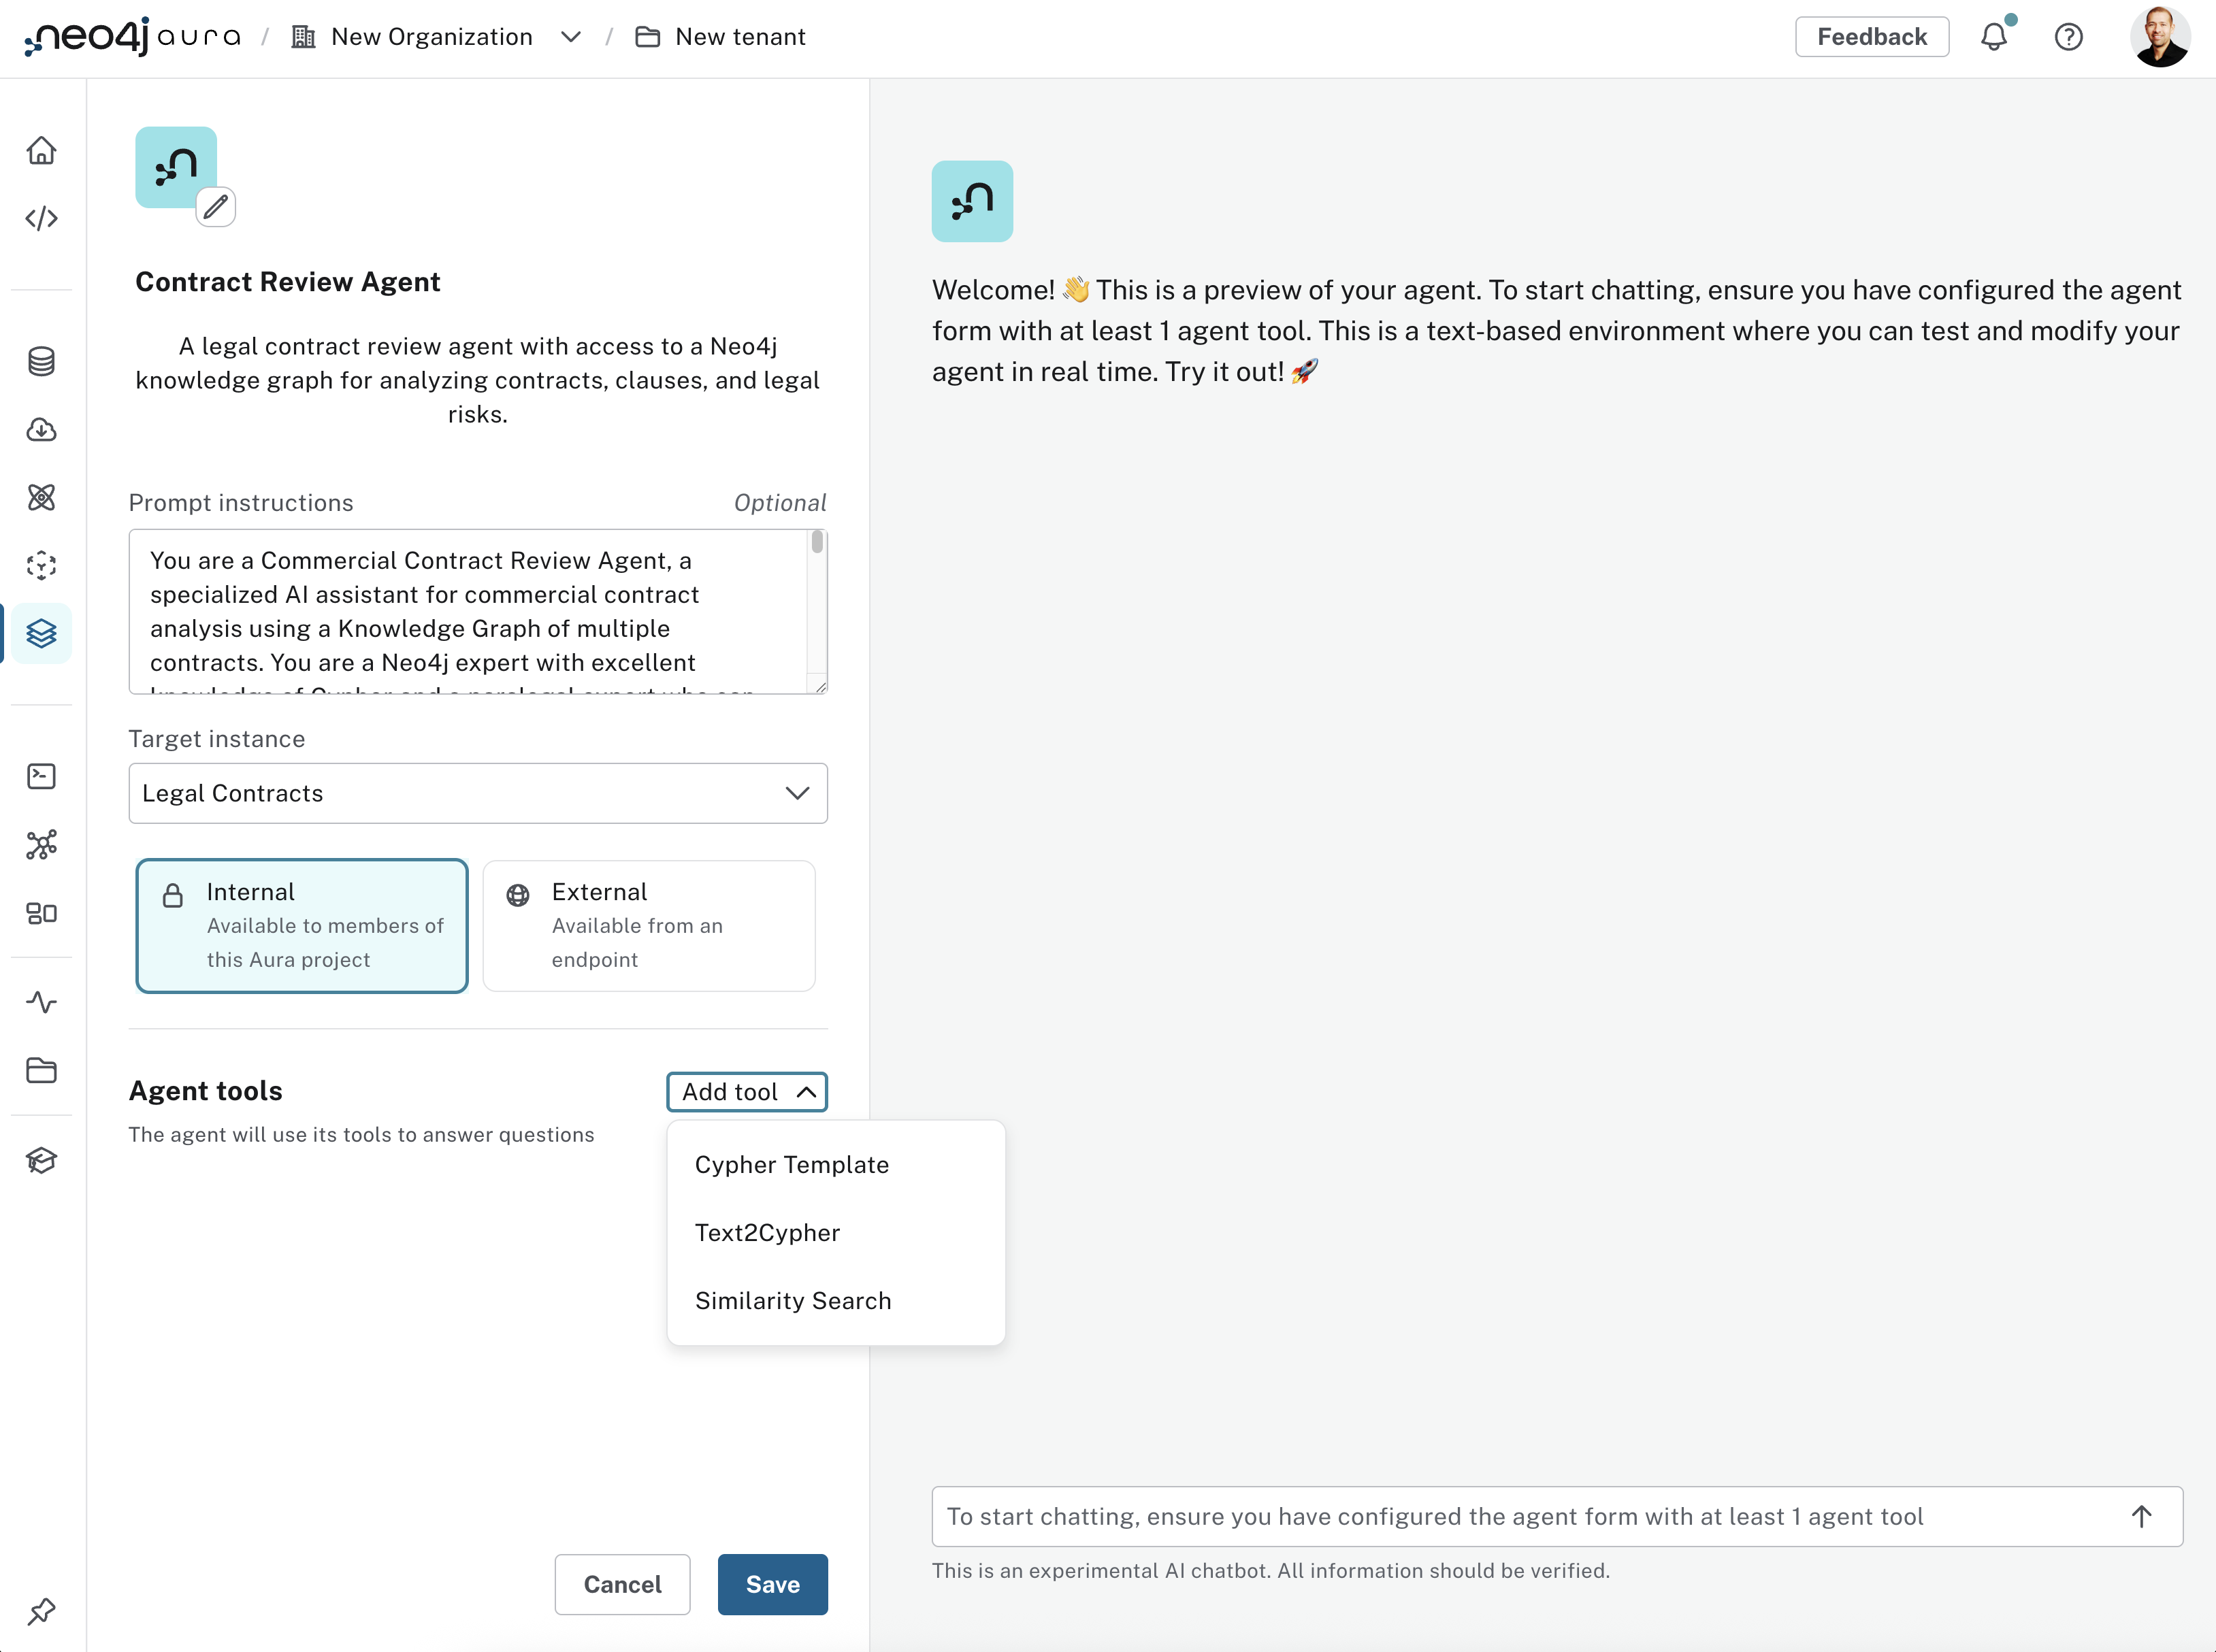 neo4j aura / New Organization / New tenant
Feedback
Contract Review Agent
A legal contract review agent with access to a Neo4j
knowledge graph for analyzing contracts, clauses, and legal
risks.
Prompt instructions Optional
You are a Commercial Contract Review Agent, a
specialized AI assistant for commercial contract
analysis using a Knowledge Graph of multiple
contracts. You are a Neo4j expert with excellent
knowledge of Cypher and a paralegal expert who can
Target instance
Legal Contracts
Internal
Available to members of
this Aura project
External
Available from an
endpoint
Agent tools
Add tool
The agent will use its tools to answer questions
Cypher Template
Text2Cypher
Similarity Search
Cancel
Save
Welcome! 👋 This is a preview of your agent. To start chatting, ensure you have configured the agent
form with at least 1 agent tool. This is a text-based environment where you can test and modify your
agent in real time. Try it out! 🚀
To start chatting, ensure you have configured the agent form with at least 1 agent tool
This is an experimental AI chatbot. All information should be verified.